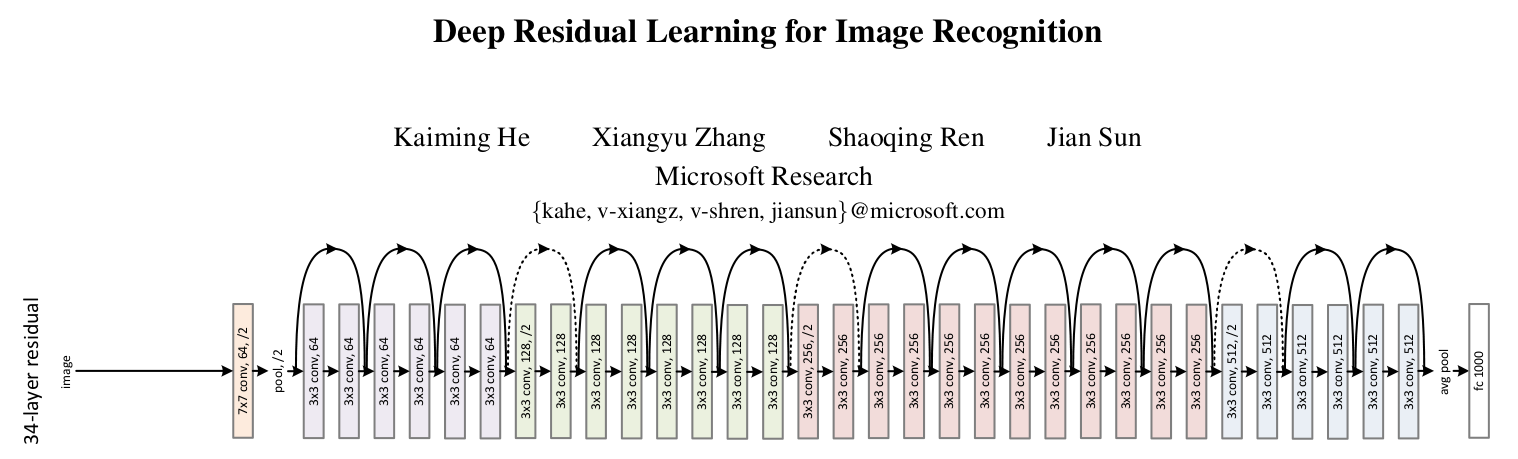 Deep Residual Learning for Image Recognition
Kaiming He Xiangyu Zhang Shaoqing Ren Jian Sun
Microsoft Research
{kahe, v-xiangz, v-shren, jiansun}@microsoft.com
34-layer residual
image
7x7 conv, 64, /2
pool, /2
3x3 conv, 64
3x3 conv, 64
3x3 conv, 64
3x3 conv, 64
3x3 conv, 64
3x3 conv, 64
3x3 conv, 128, /2
3x3 conv, 128
3x3 conv, 128
3x3 conv, 128
3x3 conv, 128
3x3 conv, 128
3x3 conv, 128
3x3 conv, 128
3x3 conv, 256, /2
3x3 conv, 256
3x3 conv, 256
3x3 conv, 256
3x3 conv, 256
3x3 conv, 256
3x3 conv, 256
3x3 conv, 256
3x3 conv, 256
3x3 conv, 256
3x3 conv, 256
3x3 conv, 256
3x3 conv, 512, /2
3x3 conv, 512
3x3 conv, 512
3x3 conv, 512
3x3 conv, 512
3x3 conv, 512
avg pool
fc 1000